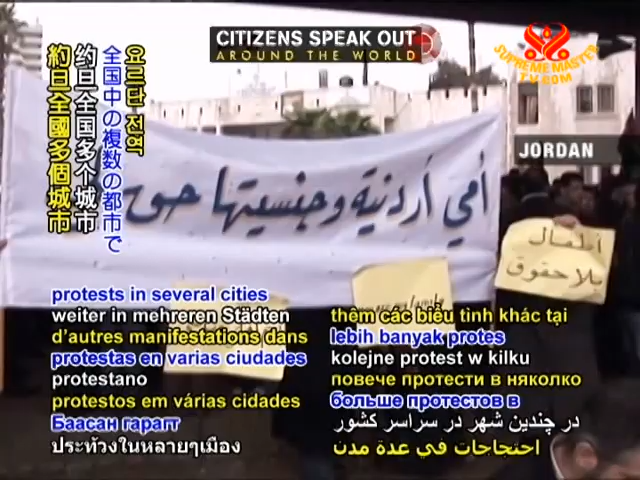 CITIZENS SPEAK OUT
AROUND THE WORLD
SUPREME MASTER
TV.COM
JORDAN
요르단 전역
全国中の複数の都市で
约旦全国多个城市
約旦全國多個城市
أمي أردنية وجنسيتها حق
أطفال
بلا حقوق
protests in several cities
weiter in mehreren Städten
d'autres manifestations dans
protestas en varias ciudades
protestano
protestos em várias cidades
Баасан гарагт
ประท้วงในหลายๆเมือง
thêm các biểu tình khác tại
lebih banyak protes
kolejne protest w kilku
повече протести в няколко
больше протестов в
در چندین شهر در سراسر کشور
احتجاجات في عدة مدن